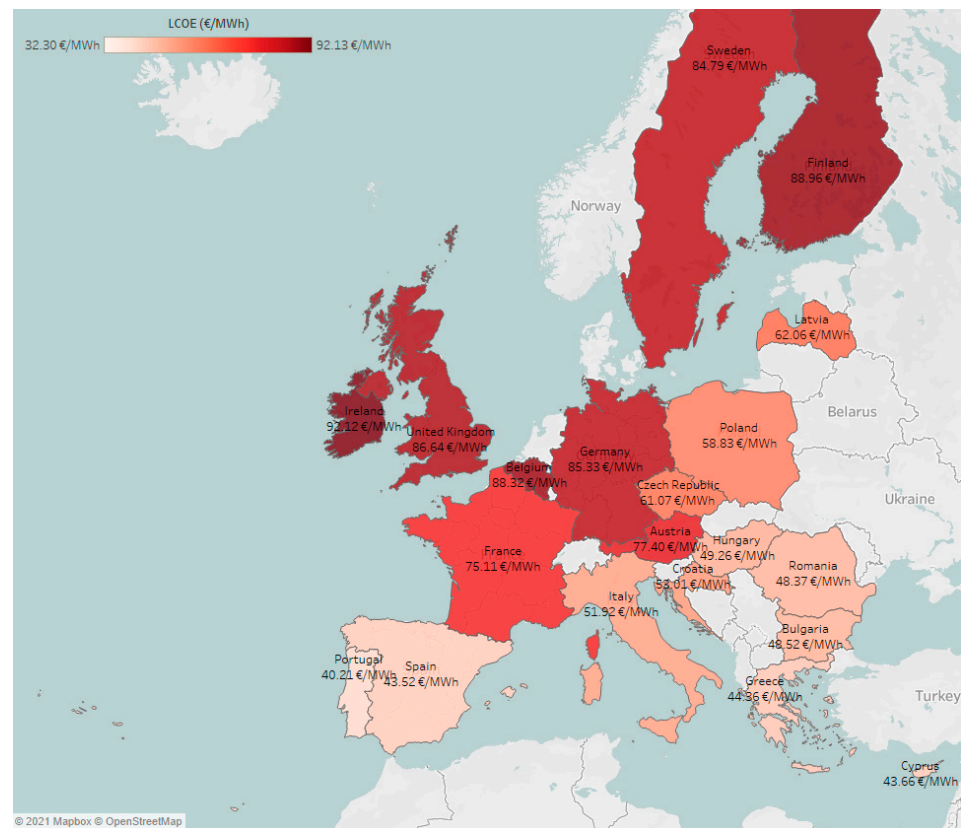 LCOE (€/MWh)
32.30 €/MWh
92.13 €/MWh
Sweden
84.79 €/MWh
Finland
88.96 €/MWh
Norway
Latvia
62.06 €/MWh
Ireland
92.12 €/MWh
United Kingdom
86.64 €/MWh
Belarus
Poland
58.83 €/MWh
Germany
85.33 €/MWh
Belgium
88.32 €/MWh
Czech Republic
61.07 €/MWh
Ukraine
Austria
77.40 €/MWh
Hungary
49.26 €/MWh
France
75.11 €/MWh
Croatia
53.01 €/MWh
Romania
48.37 €/MWh
Italy
51.92 €/MWh
Bulgaria
48.52 €/MWh
Portugal
40.21 €/MWh
Spain
43.52 €/MWh
Greece
44.36 €/MWh
Turkey
Cyprus
43.66 €/MWh
© 2021 Mapbox © OpenStreetMap